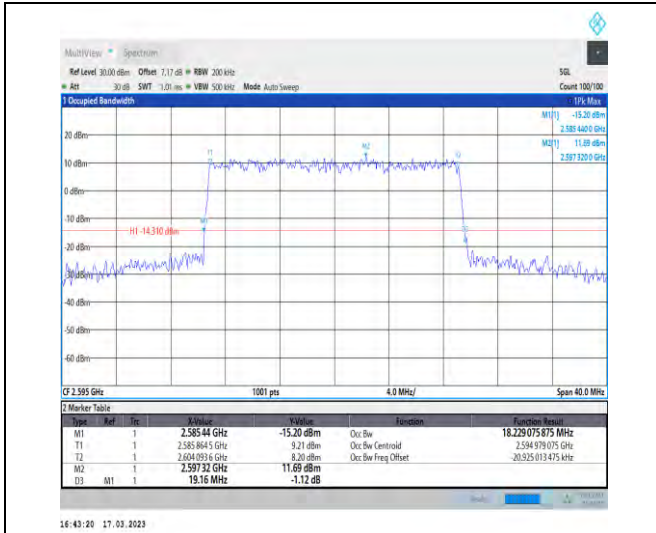 MultiView Spectrum
Ref Level 30.00 dBm Offset 7.17 dB RBW 200 kHz SGL
Att 30 dB SWT 1.01 ms VBW 500 kHz Mode Auto Sweep Count 100/100
1 Occupied Bandwidth 1Pk Max
M1[1] -15.20 dBm
2.585 440 0 GHz
M2[1] 11.69 dBm
2.597 320 0 GHz
20 dBm
T1 M2 T2
10 dBm
0 dBm
-10 dBm
M1
H1 -14.310 dBm
-20 dBm
-30 dBm
-40 dBm
-50 dBm
-60 dBm
CF 2.595 GHz 1001 pts 4.0 MHz/ Span 40.0 MHz
2 Marker Table
Type Ref Trc X-Value Y-Value Function Function Result
M1 1 2.58544 GHz -15.20 dBm Occ Bw 18.229 075 875 MHz
T1 1 2.585 864 5 GHz 9.21 dBm Occ Bw Centroid 2.594 979 075 GHz
T2 1 2.604 093 6 GHz 8.20 dBm Occ Bw Freq Offset -20.925 013 475 kHz
M2 1 2.59732 GHz 11.69 dBm
D3 M1 1 19.16 MHz -1.12 dB
16:43:20 17.03.2023